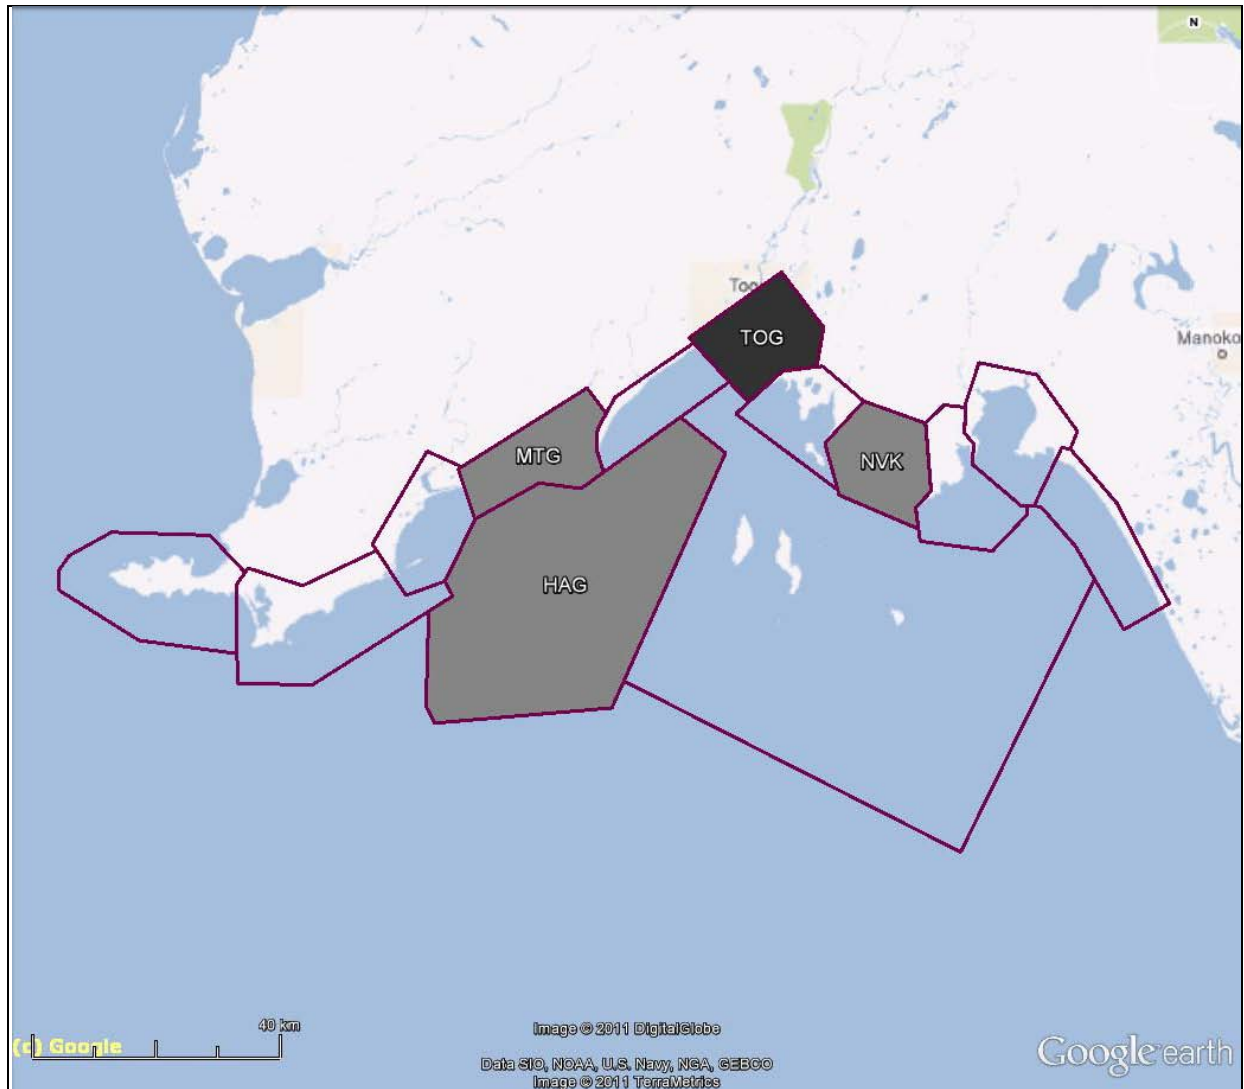 N
TOG
Manoko
MTG
NVK
HAG
40 km
(c) Google
Image © 2011 DigitalGlobe
Data SIO, NOAA, U.S. Navy, NGA, GEBCO
Image © 2011 TerraMetrics
Google earth